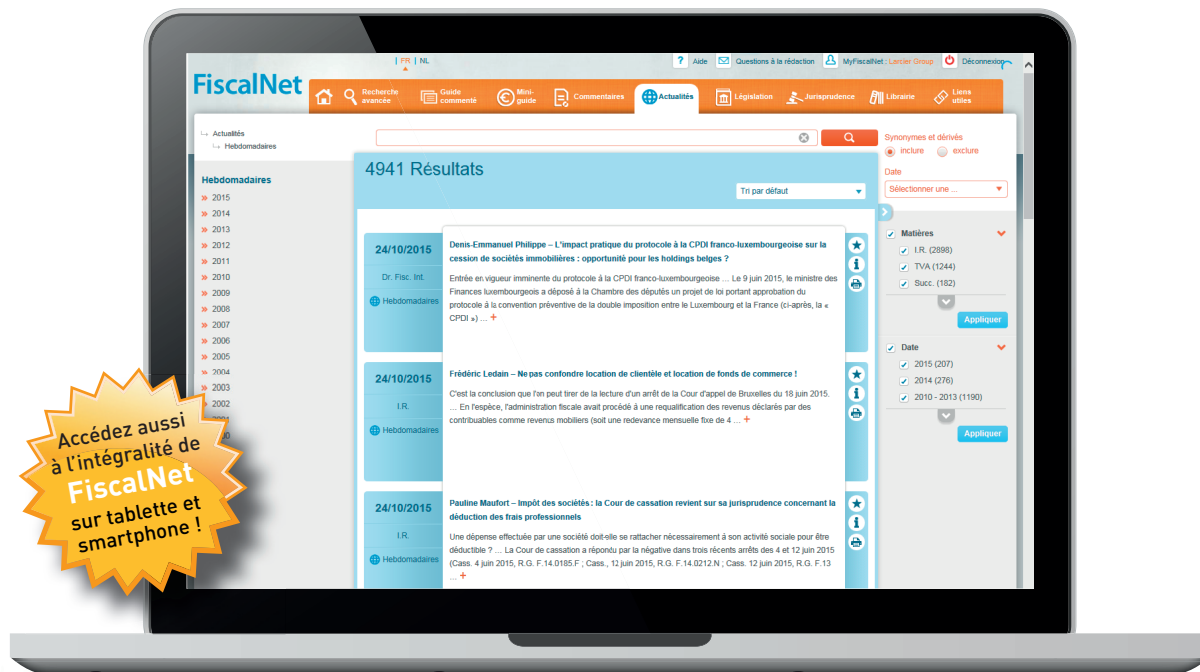 | FR | NL
? Aide Questions à la rédaction MyFiscalNet : Larcier Group Déconnexion
FiscalNet
Recherche avancée
Guide commenté
Mini-guide
Commentaires
Actualités
Législation
Jurisprudence
Librairie
Liens utiles
Actualités
Hebdomadaires
Synonymes et dérivés
inclure exclure
Date
Sélectionner une ...
Hebdomadaires
2015
2014
2013
2012
2011
2010
2009
2008
2007
2006
2005
2004
2003
2002
4941 Résultats
Tri par défaut
24/10/2015
Dr. Fisc. Int.
Hebdomadaires
Denis-Emmanuel Philippe – L'impact pratique du protocole à la CPDI franco-luxembourgeoise sur la
cession de sociètès immobilières : opportunité pour les holdings belges ?
Entrée en vigueur imminente du protocole à la CPDI franco-luxembourgeoise ... Le 9 juin 2015, le ministre des
Finances luxembourgeois a déposé à la Chambre des députés un projet de loi portant approbation du
protocole à la convention préventive de la double imposition entre le Luxembourg et la France (ci-après, la «
CPDI ») ... +
24/10/2015
I.R.
Hebdomadaires
Frèdèric Ledain – Ne pas confondre location de clientèle et location de fonds de commerce !
C'est la conclusion que l'on peut tirer de la lecture d'un arrêt de la Cour d'appel de Bruxelles du 18 juin 2015.
... En l'espèce, l'administration fiscale avait procédé à une requalification des revenus déclarés par des
contribuables comme revenus mobiliers (soit une redevance mensuelle fixe de 4 ... +
24/10/2015
I.R.
Hebdomadaires
Pauline Maufort – Impôt des sociétés : la Cour de cassation revient sur sa jurisprudence concernant la
déduction des frais professionnels
Une dépense effectuée par une société doit-elle se rattacher nécessairement à son activité sociale pour être
déductible ? ... La Cour de cassation a répondu par la négative dans trois récents arrêts des 4 et 12 juin 2015
(Cass. 4 juin 2015, R.G. F.14.0185.F ; Cass., 12 juin 2015, R.G. F.14.0212.N ; Cass. 12 juin 2015, R.G. F.13
... +
Matières
I.R. (2898)
TVA (1244)
Succ. (182)
Appliquer
Date
2015 (207)
2014 (276)
2010 - 2013 (1190)
Appliquer
Accédez aussi
à l'intégralité de
FiscalNet
sur tablette et
smartphone !